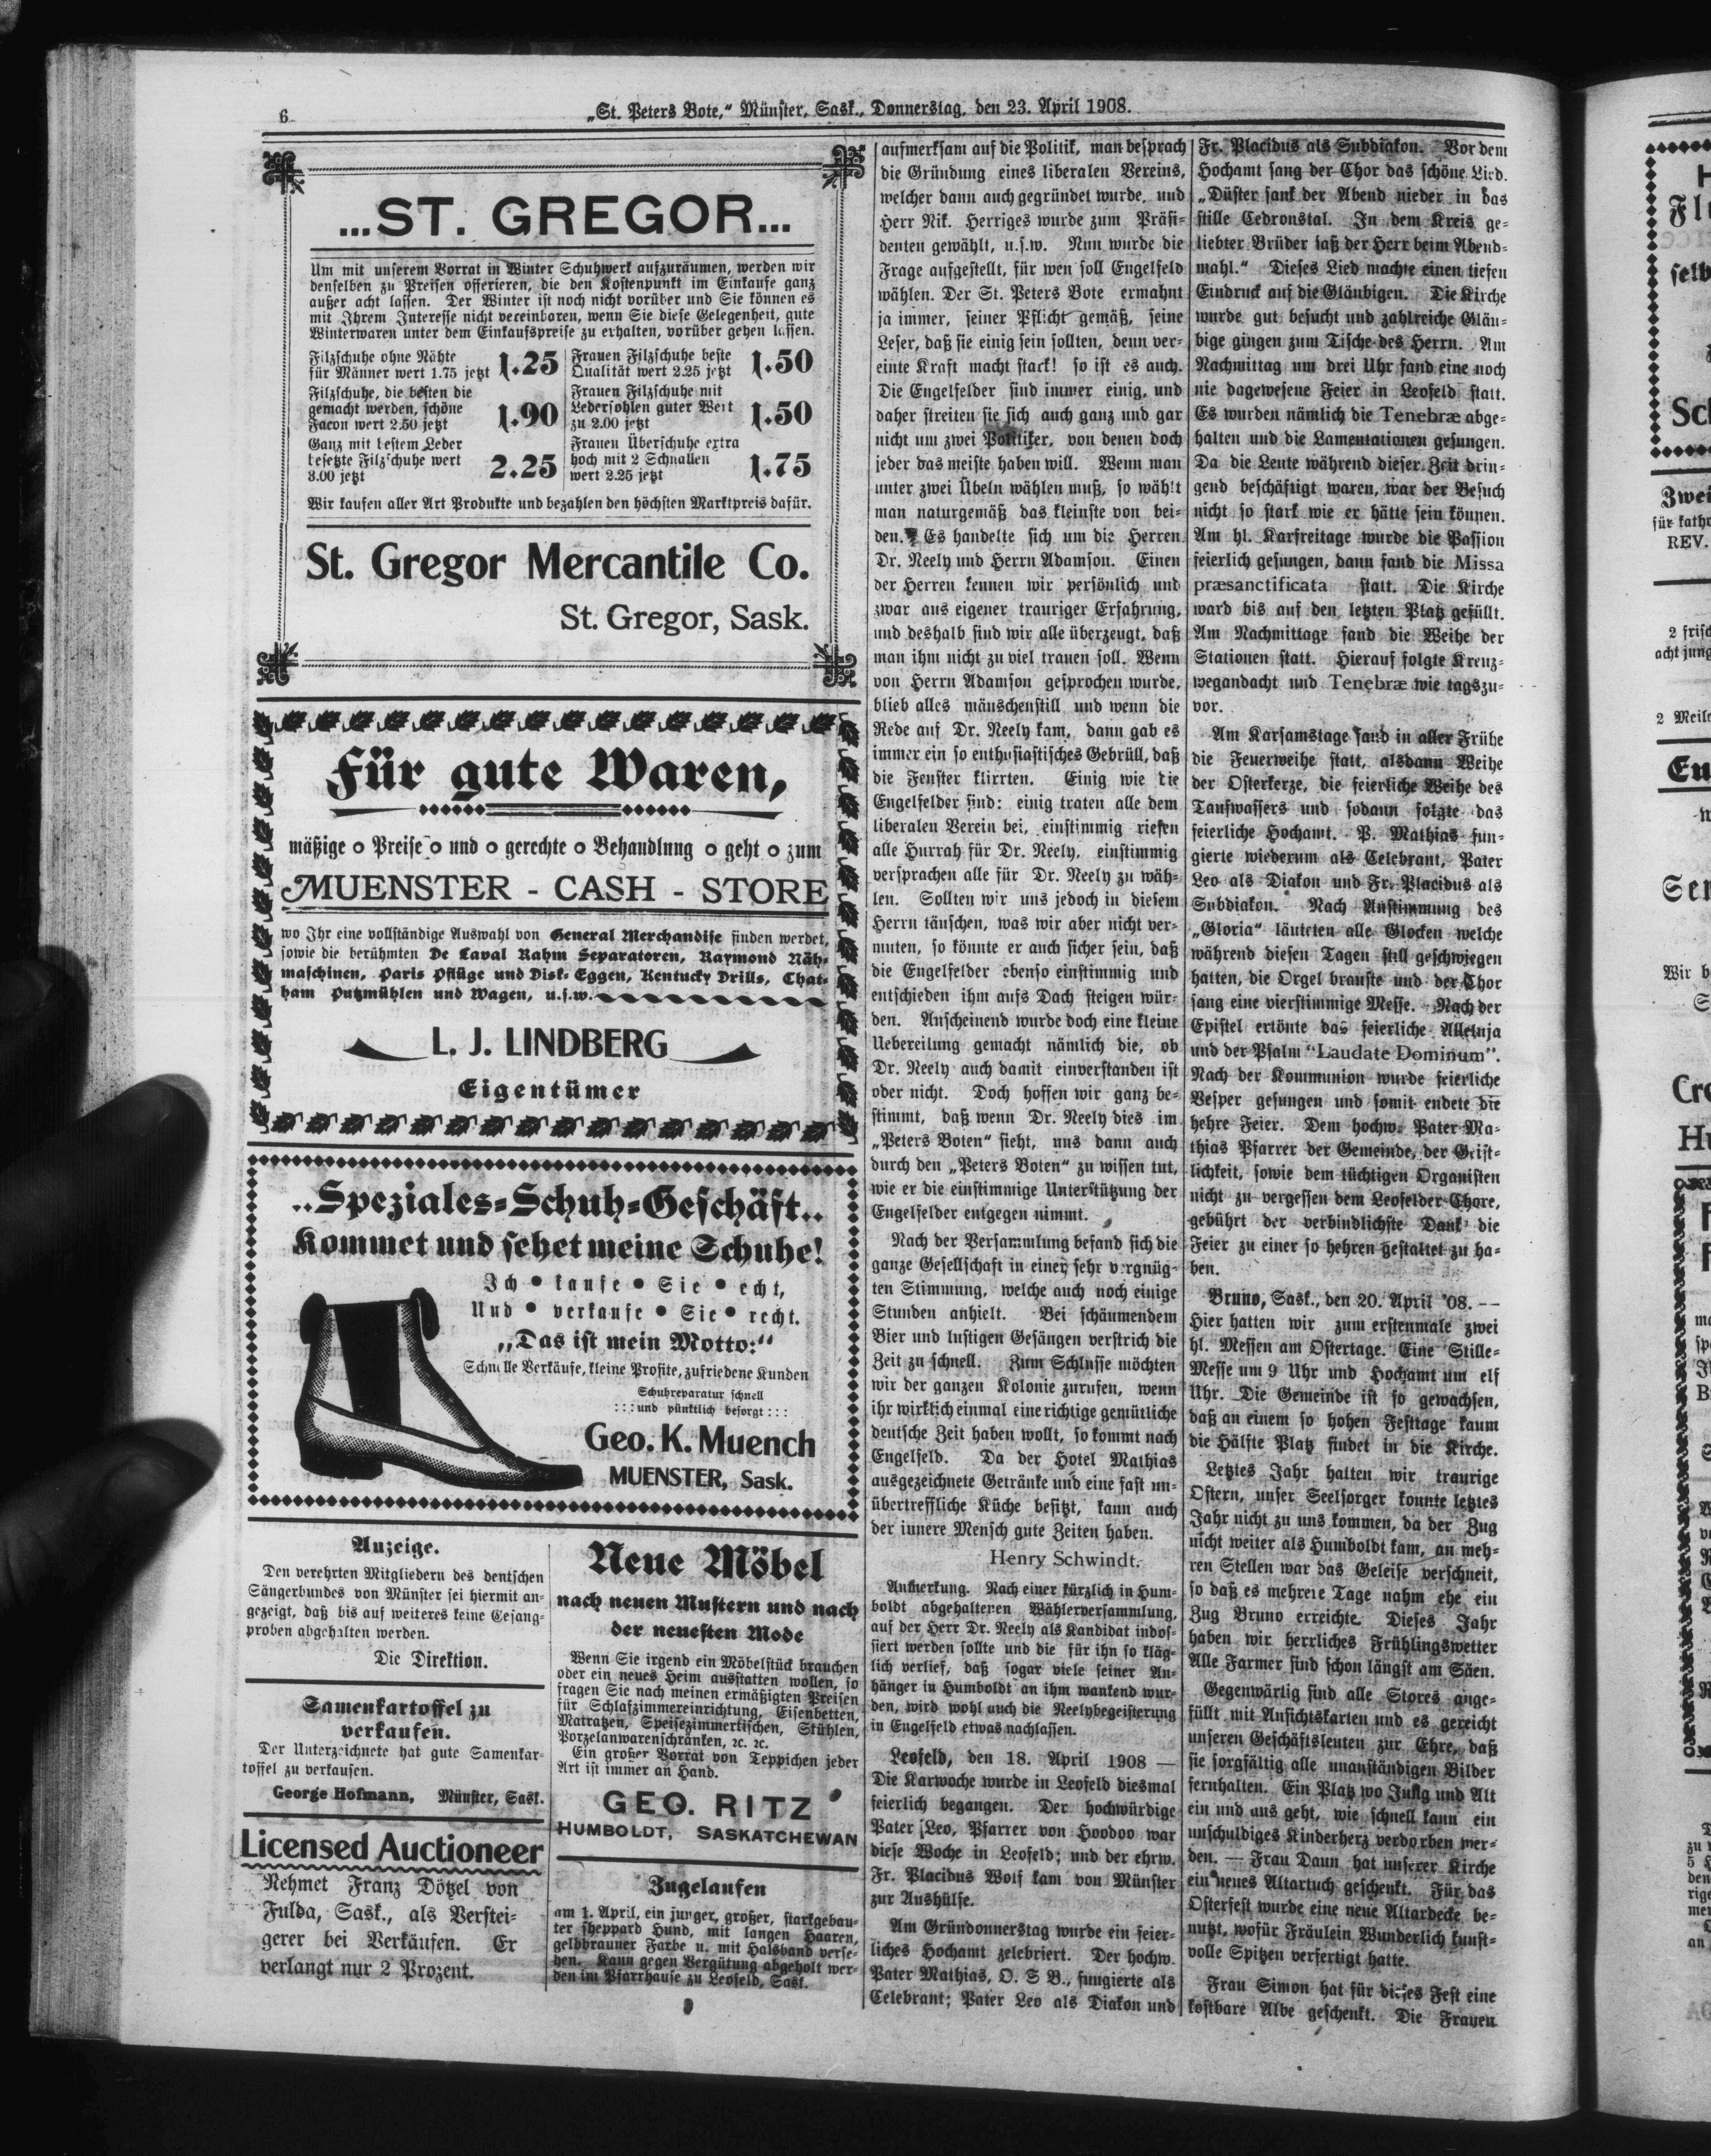 6
„St. Peters Bote,“ Münster, Sask., Donnerstag, den 23. April 1908.
...ST. GREGOR...
Um mit unserem Vorrat in Winter Schuhwerk aufzuräumen, werden wir
denselben zu Preisen offerieren, die den Kostenpunkt im Einkaufe ganz
außer acht lassen. Der Winter ist noch nicht vorüber und Sie können es
mit Ihrem Interesse nicht vereinbaren, wenn Sie diese Gelegenheit, gute
Winterwaren unter dem Einkaufspreise zu erhalten, vorüber gehen lassen.
Filzschuhe ohne Nähte
für Männer wert 1.75 jetzt 1.25
Filzschuhe, die besten die
gemacht werden, schöne
Facon wert 2.50 jetzt 1.90
Ganz mit bestem Leder
besetzte Filzschuhe wert
3.00 jetzt 2.25
Frauen Filzschuhe beste
Qualität wert 2.25 jetzt 1.50
Frauen Filzschuhe mit
Ledersohlen guter Wert
zu 2.00 jetzt 1.50
Frauen Überschuhe extra
hoch mit 2 Schnallen
wert 2.25 jetzt 1.75
Wir kaufen aller Art Produkte und bezahlen den höchsten Marktpreis dafür.
St. Gregor Mercantile Co.
St. Gregor, Sask.
Für gute Waren,
mäßige o Preise o und o gerechte o Behandlung o geht o zum
MUENSTER - CASH - STORE
wo Ihr eine vollständige Auswahl von General Merchandise finden werdet,
sowie die berühmten De Laval Rahm Separatoren, Raymond Näh-
maschinen, Paris Pflüge und Disk-Eggen, Kentucky Drills, Chat-
ham Putzmühlen und Wagen, u.s.w.
L. J. LINDBERG
Eigentümer
..Speziales-Schuh-Geschäft..
Kommet und sehet meine Schuhe!
Ich • kaufe • Sie • echt,
Und • verkaufe • Sie • recht.
„Das ist mein Motto:“
Schnelle Verkäufe, kleine Profite, zufriedene Kunden
Schuhreparatur schnell
:::und pünktlich besorgt:::
Geo. K. Muench
MUENSTER, Sask.
Anzeige.
Den verehrten Mitgliedern des deutschen
Sängerbundes von Münster sei hiermit an-
gezeigt, daß bis auf weiteres keine Gesang-
proben abgehalten werden.
Die Direktion.
Samenkartoffel zu
verkaufen.
Der Unterzeichnete hat gute Samenkar-
toffel zu verkaufen.
George Hofmann, Münster, Sask.
Licensed Auctioneer
Nehmet Franz Dötzel von
Fulda, Sask., als Verstei-
gerer bei Verkäufen. Er
verlangt nur 2 Prozent.
Neue Möbel
nach neuen Mustern und nach
der neuesten Mode
Wenn Sie irgend ein Möbelstück brauchen
oder ein neues Heim ausstatten wollen, so
fragen Sie nach meinen ermäßigten Preisen
für Schlafzimmereinrichtung, Eisenbetten,
Matratzen, Speisezimmertischen, Stühlen,
Porzelanwarenschränken, ꝛc. ꝛc.
Ein großer Vorrat von Teppichen jeder
Art ist immer an Hand.
GEO. RITZ
HUMBOLDT, SASKATCHEWAN
Zugelaufen
am 1. April, ein junger, großer, starkgebau-
ter sheppard Hund, mit langen Haaren,
gelbbrauner Farbe u. mit Halsband verse-
hen. Kann gegen Vergütung abgeholt wer-
den im Pfarrhause zu Leofeld, Sask.
aufmerksam auf die Politik, man besprach
die Gründung eines liberalen Vereins,
welcher dann auch gegründet wurde, und
Herr Nik. Herriges wurde zum Präsi-
denten gewählt, u.s.w. Nun wurde die
Frage aufgestellt, für wen soll Engelfeld
wählen. Der St. Peters Bote ermahnt
ja immer, seiner Pflicht gemäß, seine
Leser, daß sie einig sein sollten, denn ver-
einte Kraft macht stark! so ist es auch.
Die Engelfelder sind immer einig, und
daher streiten sie sich auch ganz und gar
nicht um zwei Politiker, von denen doch
jeder das meiste haben will. Wenn man
unter zwei Übeln wählen muß, so wählt
man naturgemäß das kleinste von bei-
den. Es handelte sich um die Herren
Dr. Neely und Herrn Adamson. Einen
der Herren kennen wir persönlich und
zwar aus eigener trauriger Erfahrung,
und deshalb sind wir alle überzeugt, daß
man ihm nicht zu viel trauen soll. Wenn
von Herrn Adamson gesprochen wurde,
blieb alles mäuschenstill und wenn die
Rede auf Dr. Neely kam, dann gab es
immer ein so enthusiastisches Gebrüll, daß
die Fenster klirrten. Einig wie die
Engelfelder sind: einig traten alle dem
liberalen Verein bei, einstimmig riefen
alle Hurrah für Dr. Neely, einstimmig
versprachen alle für Dr. Neely zu wäh-
len. Sollten wir uns jedoch in diesem
Herrn täuschen, was wir aber nicht ver-
muten, so könnte er auch sicher sein, daß
die Engelfelder ebenso einstimmig und
entschieden ihm aufs Dach steigen wür-
den. Anscheinend wurde doch eine kleine
Uebereilung gemacht nämlich die, ob
Dr. Neely auch damit einverstanden ist
oder nicht. Doch hoffen wir ganz be-
stimmt, daß wenn Dr. Neely dies im
„Peters Boten“ sieht, uns dann auch
durch den „Peters Boten“ zu wissen tut,
wie er die einstimmige Unterstützung der
Engelfelder entgegen nimmt.
Nach der Versammlung befand sich die
ganze Gesellschaft in einer sehr vergnüg-
ten Stimmung, welche auch noch einige
Stunden anhielt. Bei schäumendem
Bier und lustigen Gesängen verstrich die
Zeit zu schnell. Zum Schlusse möchten
wir der ganzen Kolonie zurufen, wenn
ihr wirklich einmal eine richtige gemütliche
deutsche Zeit haben wollt, so kommt nach
Engelfeld. Da der Hotel Mathias
ausgezeichnete Getränke und eine fast un-
übertreffliche Küche besitzt, kann auch
der innere Mensch gute Zeiten haben.
Henry Schwindt.
Anmerkung. Nach einer kürzlich in Hum-
boldt abgehaltenen Wählerversammlung,
auf der Herr Dr. Neely als Kandidat indos-
siert werden sollte und die für ihn so kläg-
lich verlief, daß sogar viele seiner An-
hänger in Humboldt an ihm wankend wur-
den, wird wohl auch die Neelybegeisterung
in Engelfeld etwas nachlassen.
Leofeld, den 18. April 1908 —
Die Karwoche wurde in Leofeld diesmal
feierlich begangen. Der hochwürdige
Pater Leo, Pfarrer von Hoodoo war
diese Woche in Leofeld; und der ehrw.
Fr. Placidus Wolf kam von Münster
zur Aushülfe.
Am Gründonnerstag wurde ein feier-
liches Hochamt zelebriert. Der hochw.
Pater Mathias, O. S B., fungierte als
Celebrant; Pater Leo als Diakon und
Fr. Placidus als Subdiakon. Vor dem
Hochamt sang der Chor das schöne Lied.
„Düster sank der Abend nieder in das
stille Cedronstal. In dem Kreis ge-
liebter Brüder saß der Herr beim Abend-
mahl.“ Dieses Lied machte einen tiefen
Eindruck auf die Gläubigen. Die Kirche
wurde gut besucht und zahlreiche Gläu-
bige gingen zum Tische des Herrn. Am
Nachmittag um drei Uhr fand eine noch
nie dagewesene Feier in Leofeld statt.
Es wurden nämlich die Tenebræ abge-
halten und die Lamentationen gesungen.
Da die Leute während dieser Zeit drin-
gend beschäftigt waren, war der Besuch
nicht so stark wie er hätte sein können.
Am hl. Karfreitage wurde die Passion
feierlich gesungen, dann fand die Missa
præsanctificata statt. Die Kirche
ward bis auf den letzten Platz gefüllt.
Am Nachmittage fand die Weihe der
Stationen statt. Hierauf folgte Kreuz-
wegandacht und Tenebræ wie tagszu-
vor.
Am Karsamstage fand in aller Frühe
die Feuerweihe statt, alsdann Weihe
der Osterkerze, die feierliche Weihe des
Taufwassers und sodann folgte das
feierliche Hochamt. P. Mathias fun-
gierte wiederum als Celebrant, Pater
Leo als Diakon und Fr. Placidus als
Subdiakon. Nach Anstimmung des
„Gloria“ läuteten alle Glocken welche
während diesen Tagen still geschwiegen
hatten, die Orgel brauste und der Chor
sang eine vierstimmige Messe. Nach der
Epistel ertönte das feierliche Alleluja
und der Psalm “Laudate Dominum”.
Nach der Kommunion wurde feierliche
Vesper gesungen und somit endete die
hehre Feier. Dem hochw. Pater Ma-
thias Pfarrer der Gemeinde, der Geist-
lichkeit, sowie dem tüchtigen Organisten
nicht zu vergessen dem Leofelder Chore,
gebührt der verbindlichste Dank die
Feier zu einer so hehren gestaltet zu ha-
ben.
Bruno, Sask., den 20. April '08. —
Hier hatten wir zum erstenmale zwei
hl. Messen am Ostertage. Eine Stille-
Messe um 9 Uhr und Hochamt um elf
Uhr. Die Gemeinde ist so gewachsen,
daß an einem so hohen Festtage kaum
die Hälfte Platz findet in die Kirche.
Letztes Jahr hatten wir traurige
Ostern, unser Seelsorger konnte letztes
Jahr nicht zu uns kommen, da der Zug
nicht weiter als Humboldt kam, an meh-
ren Stellen war das Geleise verschneit,
so daß es mehrere Tage nahm ehe ein
Zug Bruno erreichte. Dieses Jahr
haben wir herrliches Frühlingswetter
Alle Farmer sind schon längst am Säen.
Gegenwärtig sind alle Stores ange-
füllt mit Ansichtskarten und es gereicht
unseren Geschäftsleuten zur Ehre, daß
sie sorgfältig alle unanständigen Bilder
fernhalten. Ein Platz wo Jung und Alt
ein und aus geht, wie schnell kann ein
unschuldiges Kinderherz verdorben wer-
den. — Frau Daun hat unserer Kirche
ein neues Altartuch geschenkt. Für das
Osterfest wurde eine neue Altardecke be-
nutzt, wofür Fräulein Wunderlich kunst-
volle Spitzen verfertigt hatte.
Frau Simon hat für dieses Fest eine
kostbare Albe geschenkt. Die Frauen